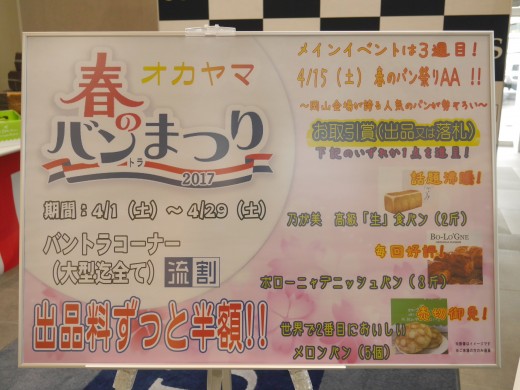 オカヤマ
春の
バンまつり
トラ
2017
期間：4/1（土）～4/29（土）
バントラコーナー
（大型迄全て）流割
出品料ずっと半額!!
メインイベントは3週目！
4/15（土）春のパン祭りAA !!
～岡山会場が誇る人気のパンが勢ぞろい～
お取引賞（出品又は落札）
下記のいずれか1点を進呈！
話題沸騰！
乃が美 高級「生」食パン（2斤）
BO-LO'GNE
毎回好評！
ボローニャデニッシュパン（8斤）
売切御免！
世界で2番目においしい
メロンパン（5個）